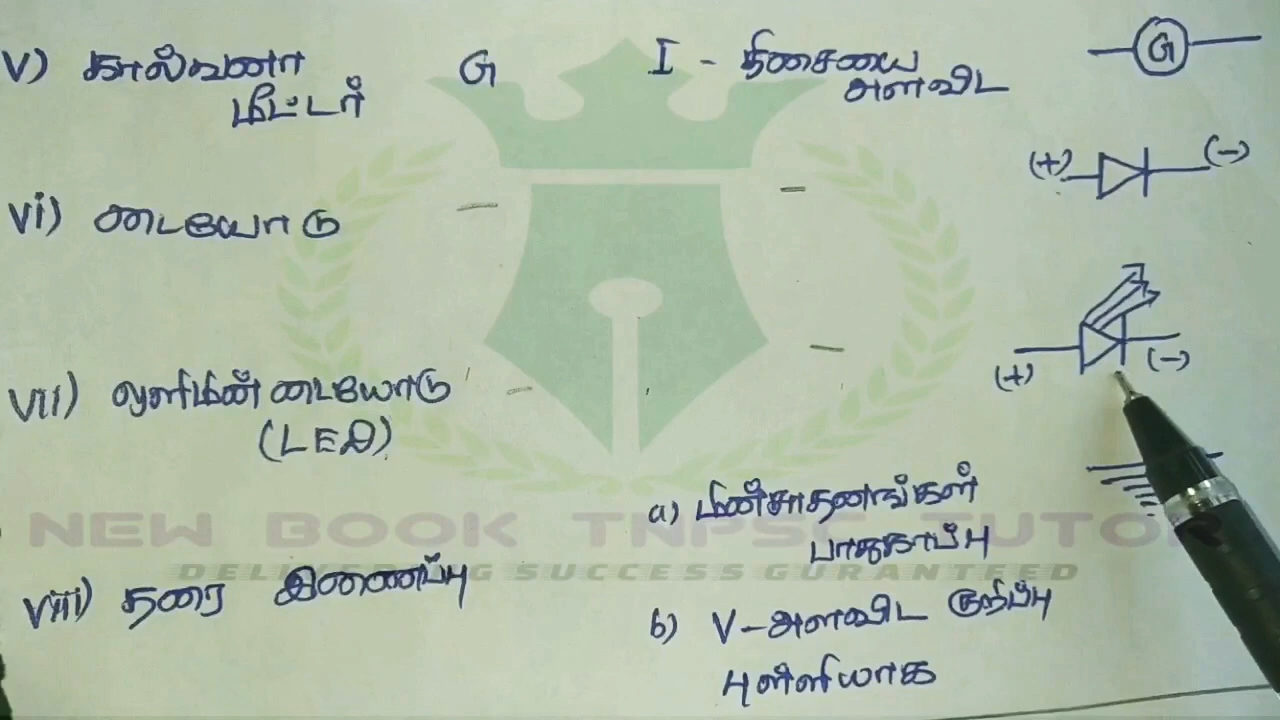 V) கால்வனா G I - திசையை G
மீட்டர் அளவிட
Vi) டையோடு — — (+) (-)
Vii) ஒளிமின் டையோடு — — (+) (-)
(LED)
a) மின்சாதனங்கள்
NEW BOOK TNPSC TUTOR
பாதுகாப்பு
DELIVERING SUCCESS GURANTEED
viii) தரை இணைப்பு
b) V-அளவிட குறிப்பு
புள்ளியாக